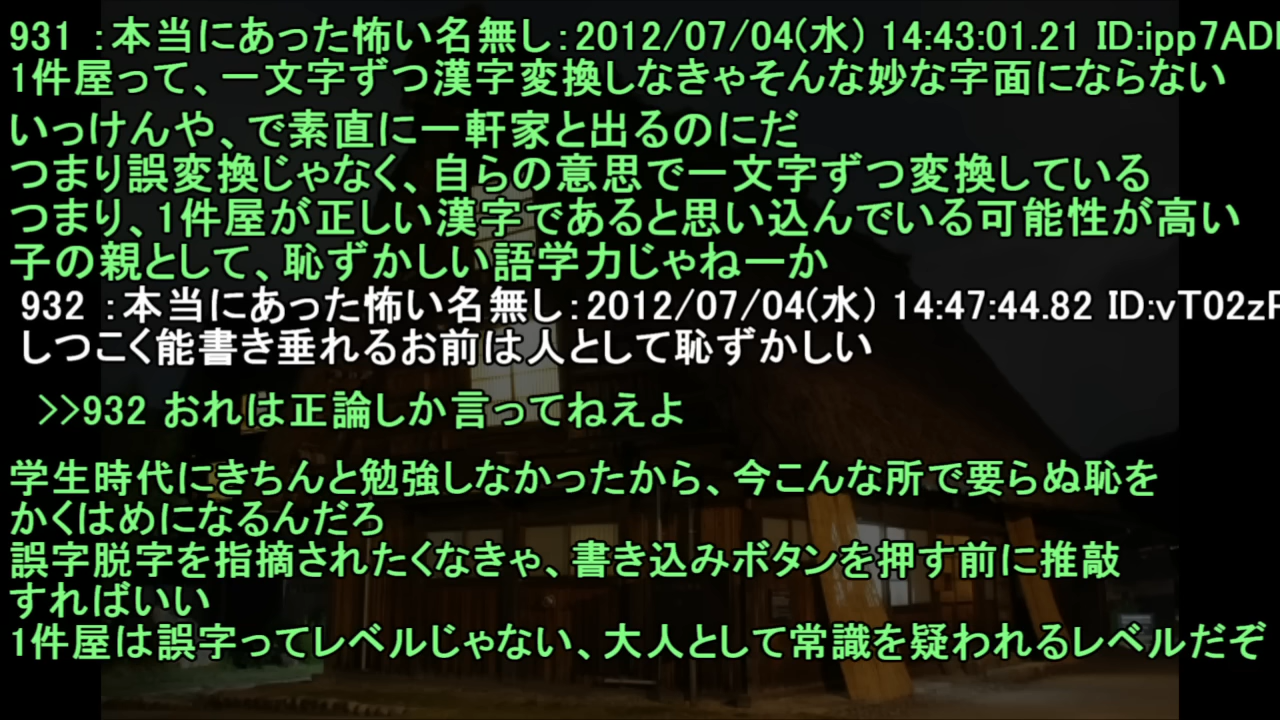 931 :本当にあった怖い名無し:2012/07/04(水) 14:43:01.21 ID:ipp7AD
1件屋って、一文字ずつ漢字変換しなきゃそんな妙な字面にならない
いっけんや、で素直に一軒家と出るのにだ
つまり誤変換じゃなく、自らの意思で一文字ずつ変換している
つまり、1件屋が正しい漢字であると思い込んでいる可能性が高い
子の親として、恥ずかしい語学力じゃねーか
932 :本当にあった怖い名無し:2012/07/04(水) 14:47:44.82 ID:vT02z
しつこく能書き垂れるお前は人として恥ずかしい
>>932 おれは正論しか言ってねえよ
学生時代にきちんと勉強しなかったから、今こんな所で要らぬ恥を
かくはめになるんだろ
誤字脱字を指摘されたくなきゃ、書き込みボタンを押す前に推敲
すればいい
1件屋は誤字ってレベルじゃない、大人として常識を疑われるレベルだぞ